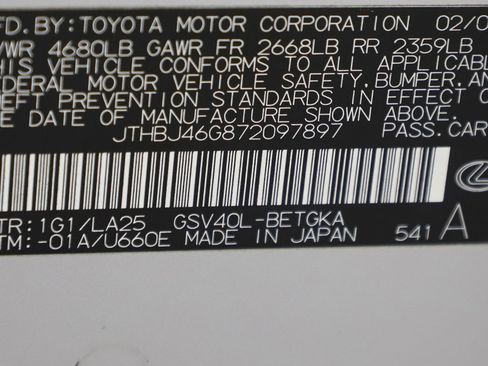 FD. BY: TOYOTA MOTOR CORPORATION 02/0
VWR 4680LB GAWR FR 2668LB RR 2359LB
HIS VEHICLE CONFORMS TO ALL APPLICABL
EDERAL MOTOR VEHICLE SAFETY, BUMPER, AN
HEFT PREVENTION STANDARDS IN EFFECT O
E DATE OF MANUFACTURE SHOWN ABOVE.
JTHBJ46G872097897 PASS.CAR
TR: 1G1/LA25 GSV40L-BETGKA
TM: -01A/U660E MADE IN JAPAN 541 A